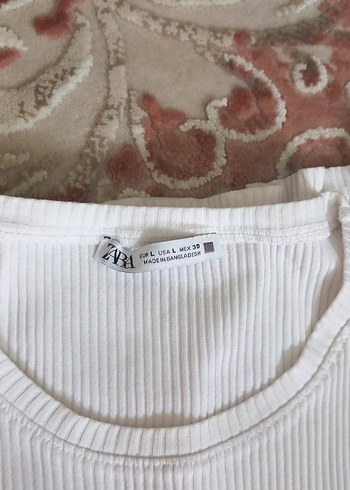 ZARA
EUR L USA L MEX 30
MADE IN BANGLADESH